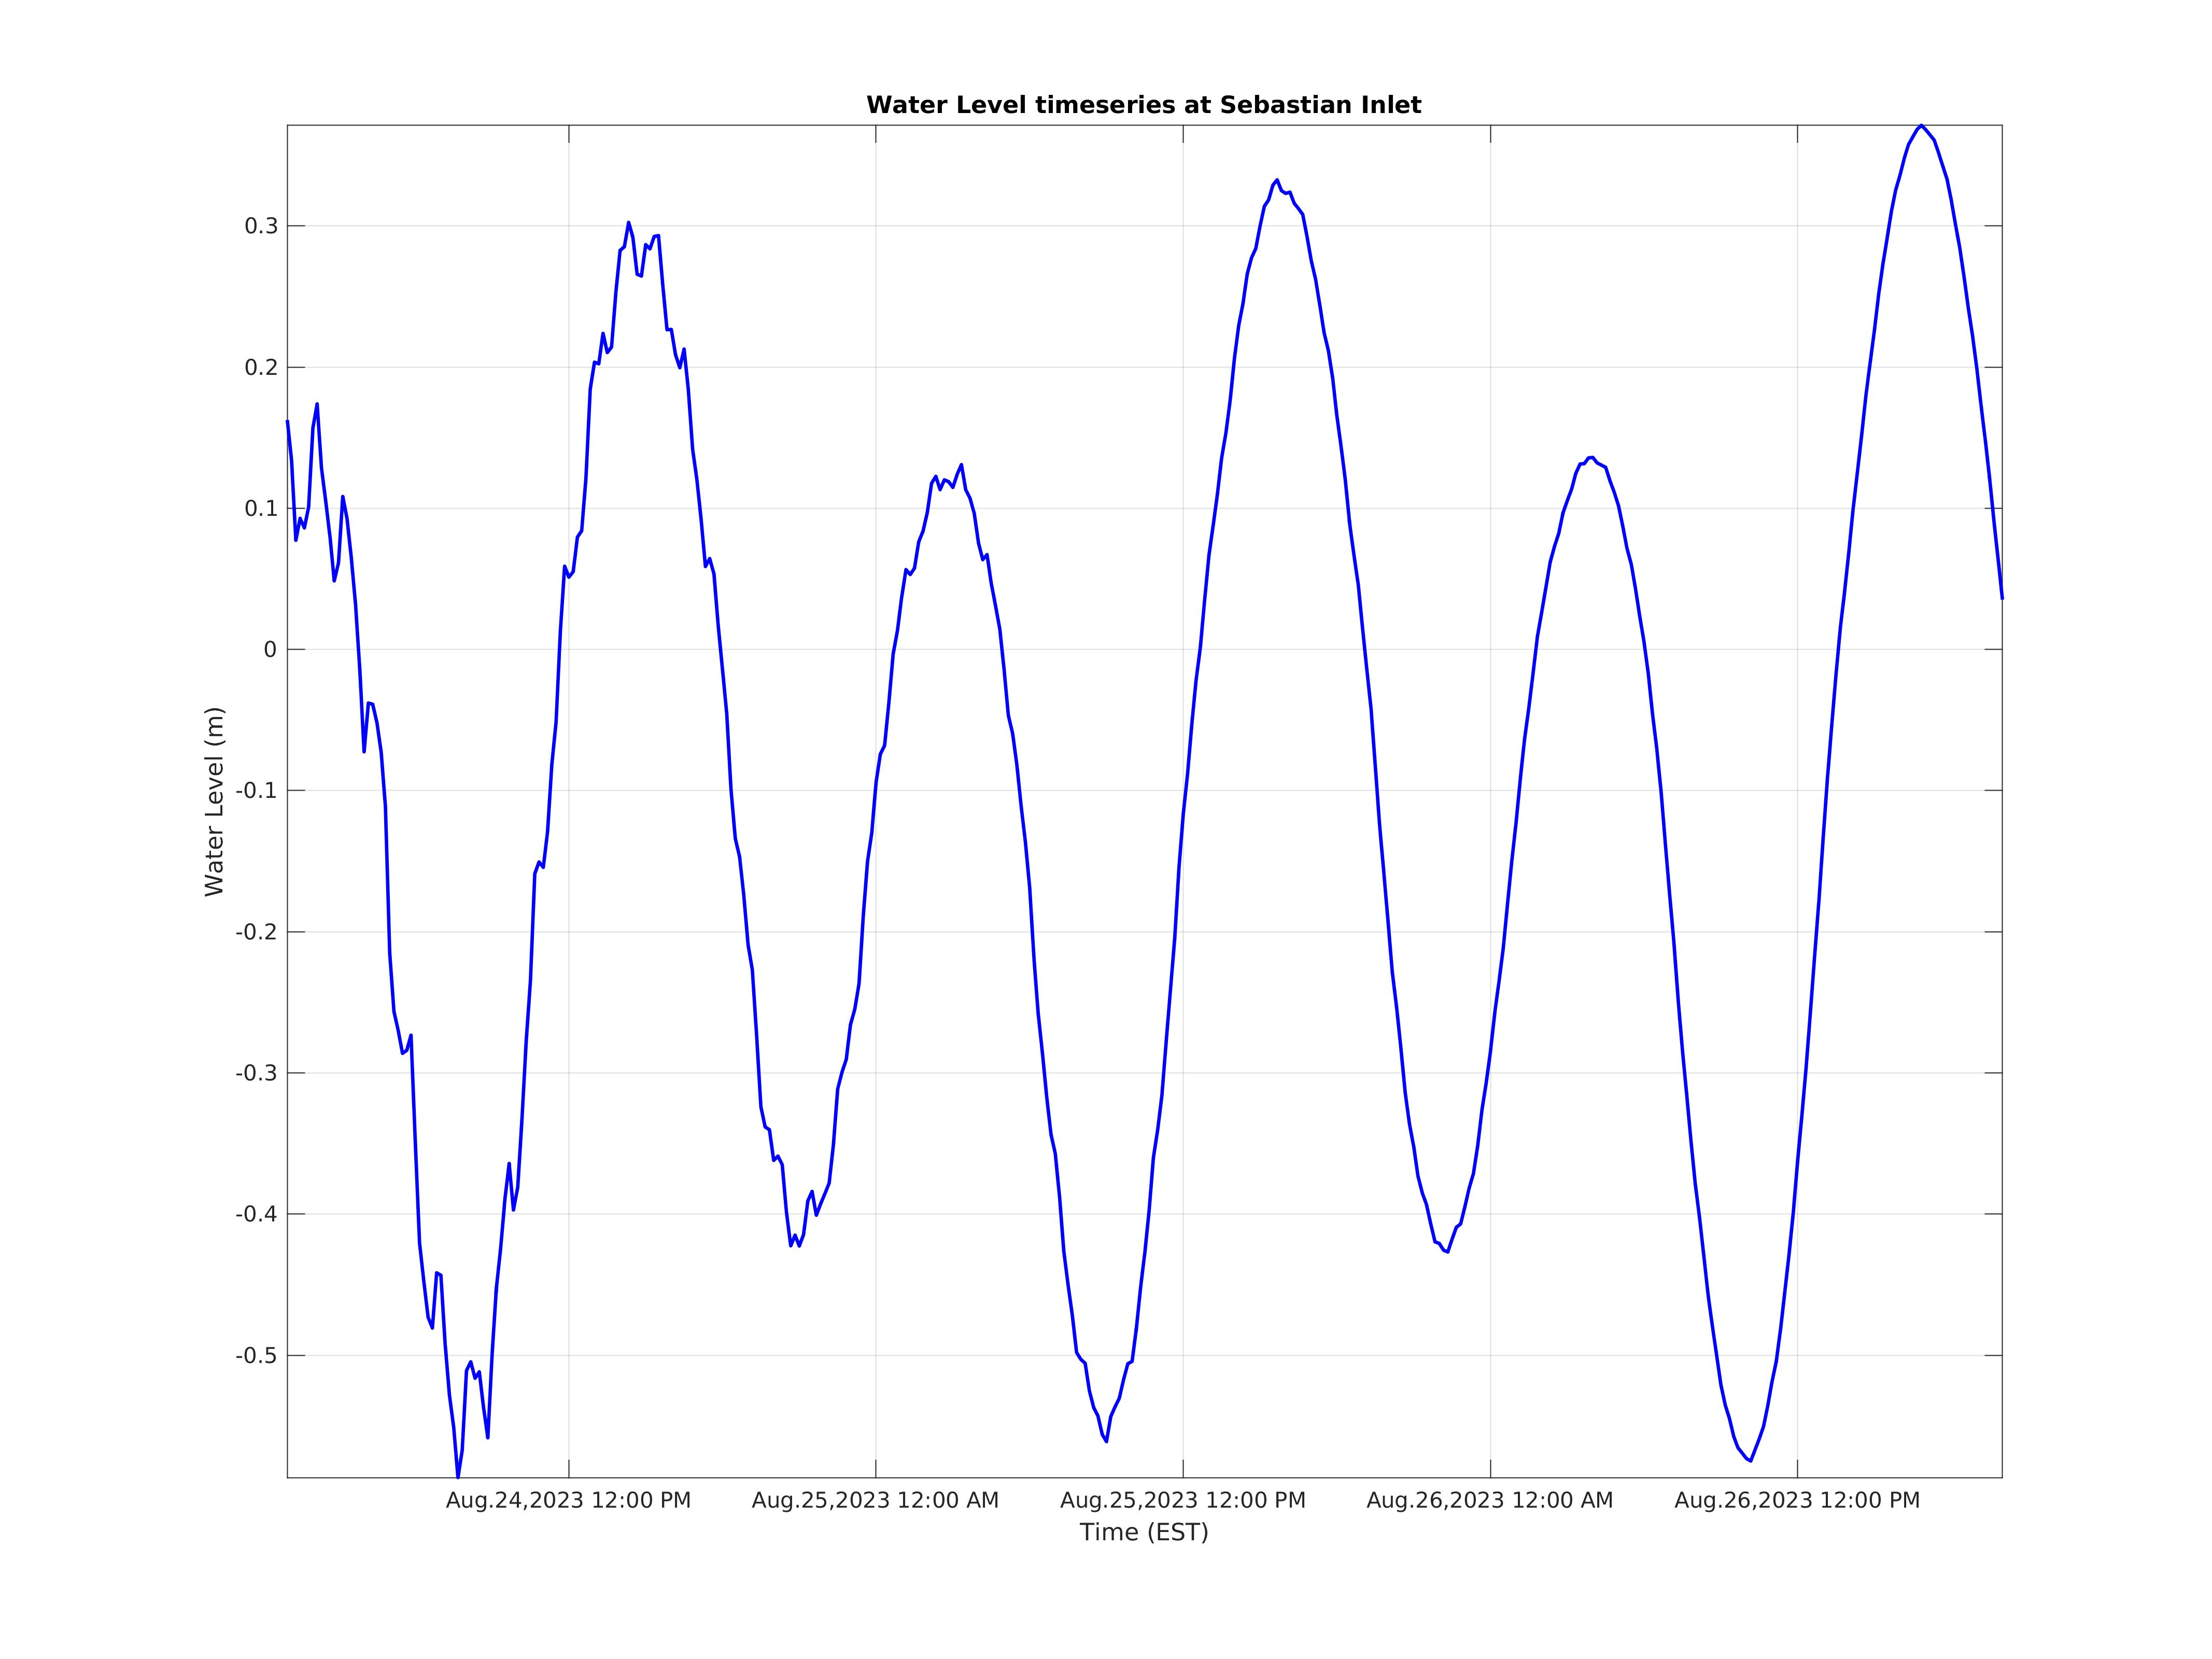 Water Level timeseries at Sebastian Inlet
0.3
0.2
0.1
0
-0.1
-0.2
-0.3
-0.4
-0.5
Water Level (m)
Aug.24,2023 12:00 PM Aug.25,2023 12:00 AM Aug.25,2023 12:00 PM Aug.26,2023 12:00 AM Aug.26,2023 12:00 PM
Time (EST)